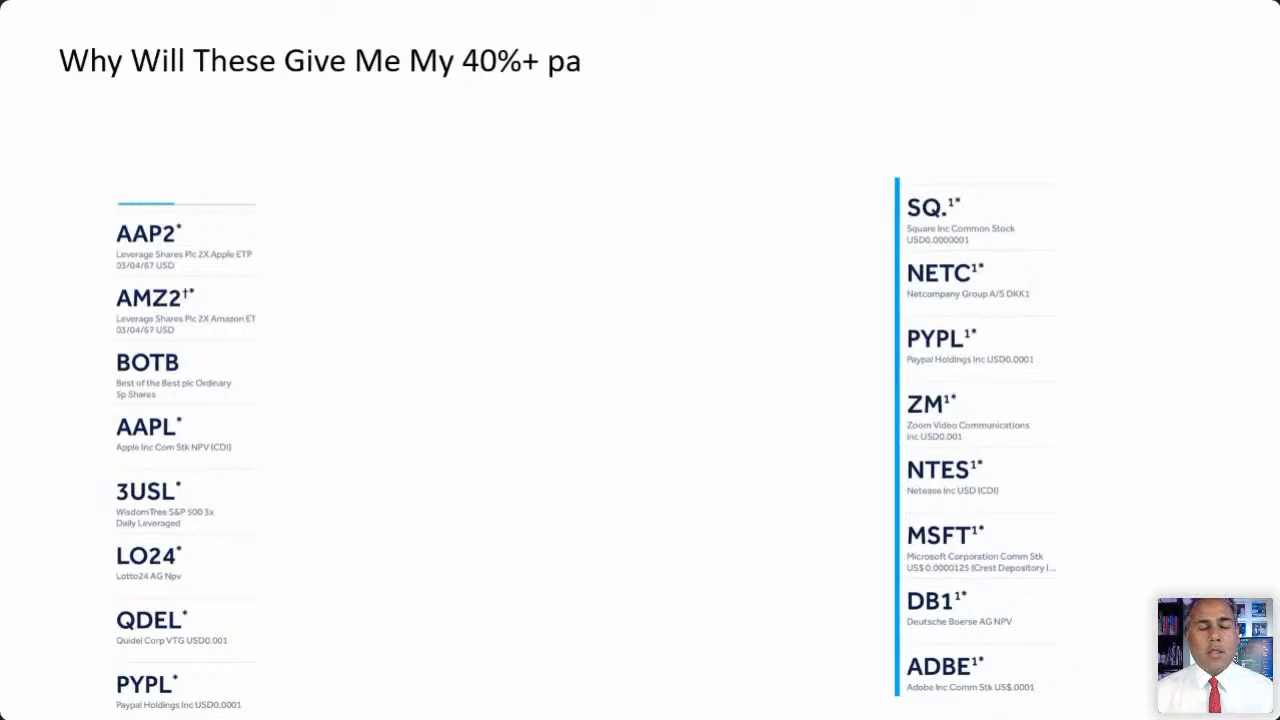 Why Will These Give Me My 40%+ pa
AAP2*
Leverage Shares Plc 2X Apple ETP
03/04/67 USD
AMZ2†*
Leverage Shares Plc 2X Amazon ET
03/04/67 USD
BOTB
Best of the Best plc Ordinary
5p Shares
AAPL*
Apple Inc Com Stk NPV (CDI)
3USL*
WisdomTree S&P 500 3x
Daily Leveraged
LO24*
Lotto24 AG Npv
QDEL*
Quidel Corp VTG USD0.001
PYPL*
Paypal Holdings Inc USD0.0001
SQ.¹*
Square Inc Common Stock
USD0.0000001
NETC¹*
Netcompany Group A/S DKK1
PYPL¹*
Paypal Holdings Inc USD0.0001
ZM¹*
Zoom Video Communications
Inc USD0.001
NTES¹*
Netease Inc USD (CDI)
MSFT¹*
Microsoft Corporation Comm Stk
US$0.0000125 (Crest Depository I...
DB1¹*
Deutsche Boerse AG NPV
ADBE¹*
Adobe Inc Comm Stk US$.0001